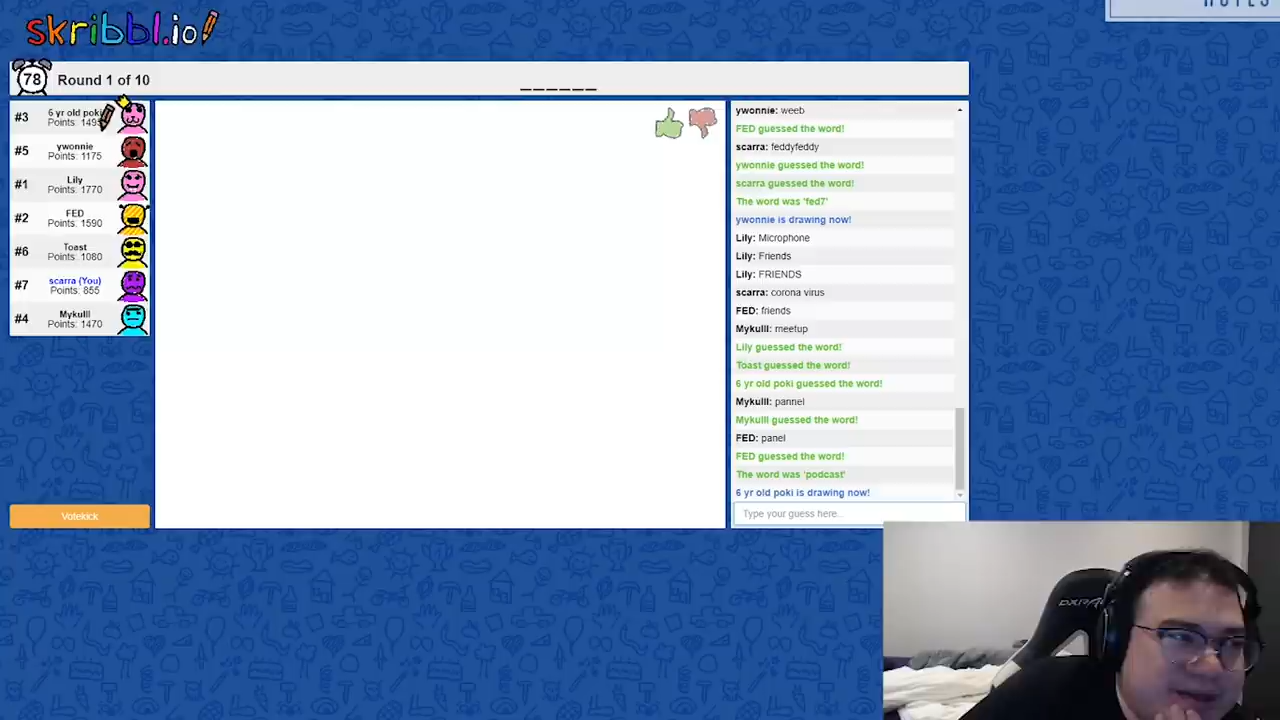 skribbl.io
78
Round 1 of 10
______
#3
6 yr old poki
#5
ywonnie
Points: 1175
#1
Lily
Points: 1770
#2
FED
Points: 1590
#6
Toast
Points: 1080
#7
scarra (You)
Points: 855
#4
Mykulll
Points: 1470
Votekick
ywonnie: weeb
FED guessed the word!
scarra: feddyfeddy
ywonnie guessed the word!
scarra guessed the word!
The word was 'fed7'
ywonnie is drawing now!
Lily: Microphone
Lily: Friends
Lily: FRIENDS
scarra: corona virus
FED: friends
Mykulll: meetup
Lily guessed the word!
Toast guessed the word!
6 yr old poki guessed the word!
Mykulll: pannel
Mykulll guessed the word!
FED: panel
FED guessed the word!
The word was 'podcast'
6 yr old poki is drawing now!
Type your guess here...